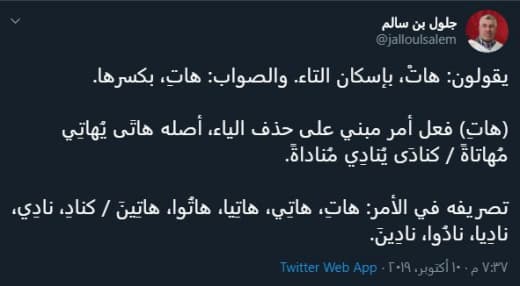 جلول بن سالم
@jalloulsalem
يقولون: هاتْ، بإسكان التاء. والصواب: هاتِ، بكسرها.
(هاتِ) فعل أمر مبني على حذف الياء، أصله هاتَى يُهاتِي
مُهاتاةً / كنادَى يُنادِي مُناداةً.
تصريفه في الأمر: هاتِ، هاتِي، هاتِيا، هاتُوا، هاتِينَ / كنادِ، نادِي،
نادِيا، نادُوا، نادِينَ.
٧:٣٧ م · ١٠ أكتوبر، ٢٠١٩ · Twitter Web App